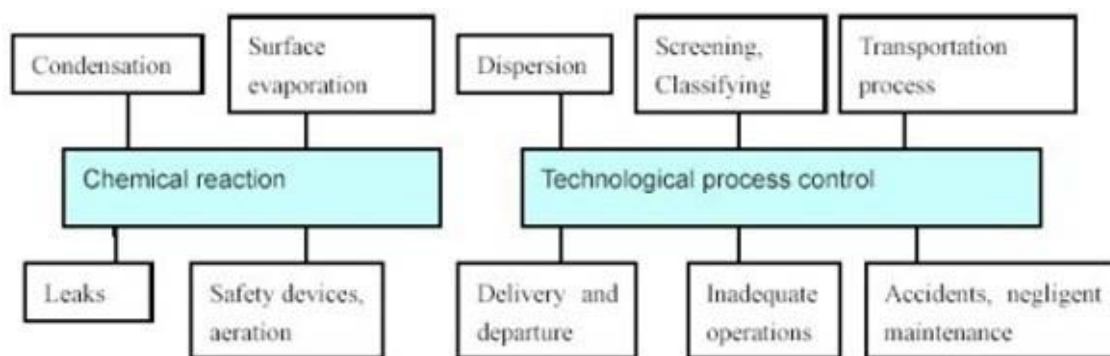 Condensation
Surface
evaporation
Dispersion
Screening,
Classifying
Transportation
process
Chemical reaction
Technological process control
Leaks
Safety devices,
aeration
Delivery and
departure
Inadequate
operations
Accidents, negligent
maintenance